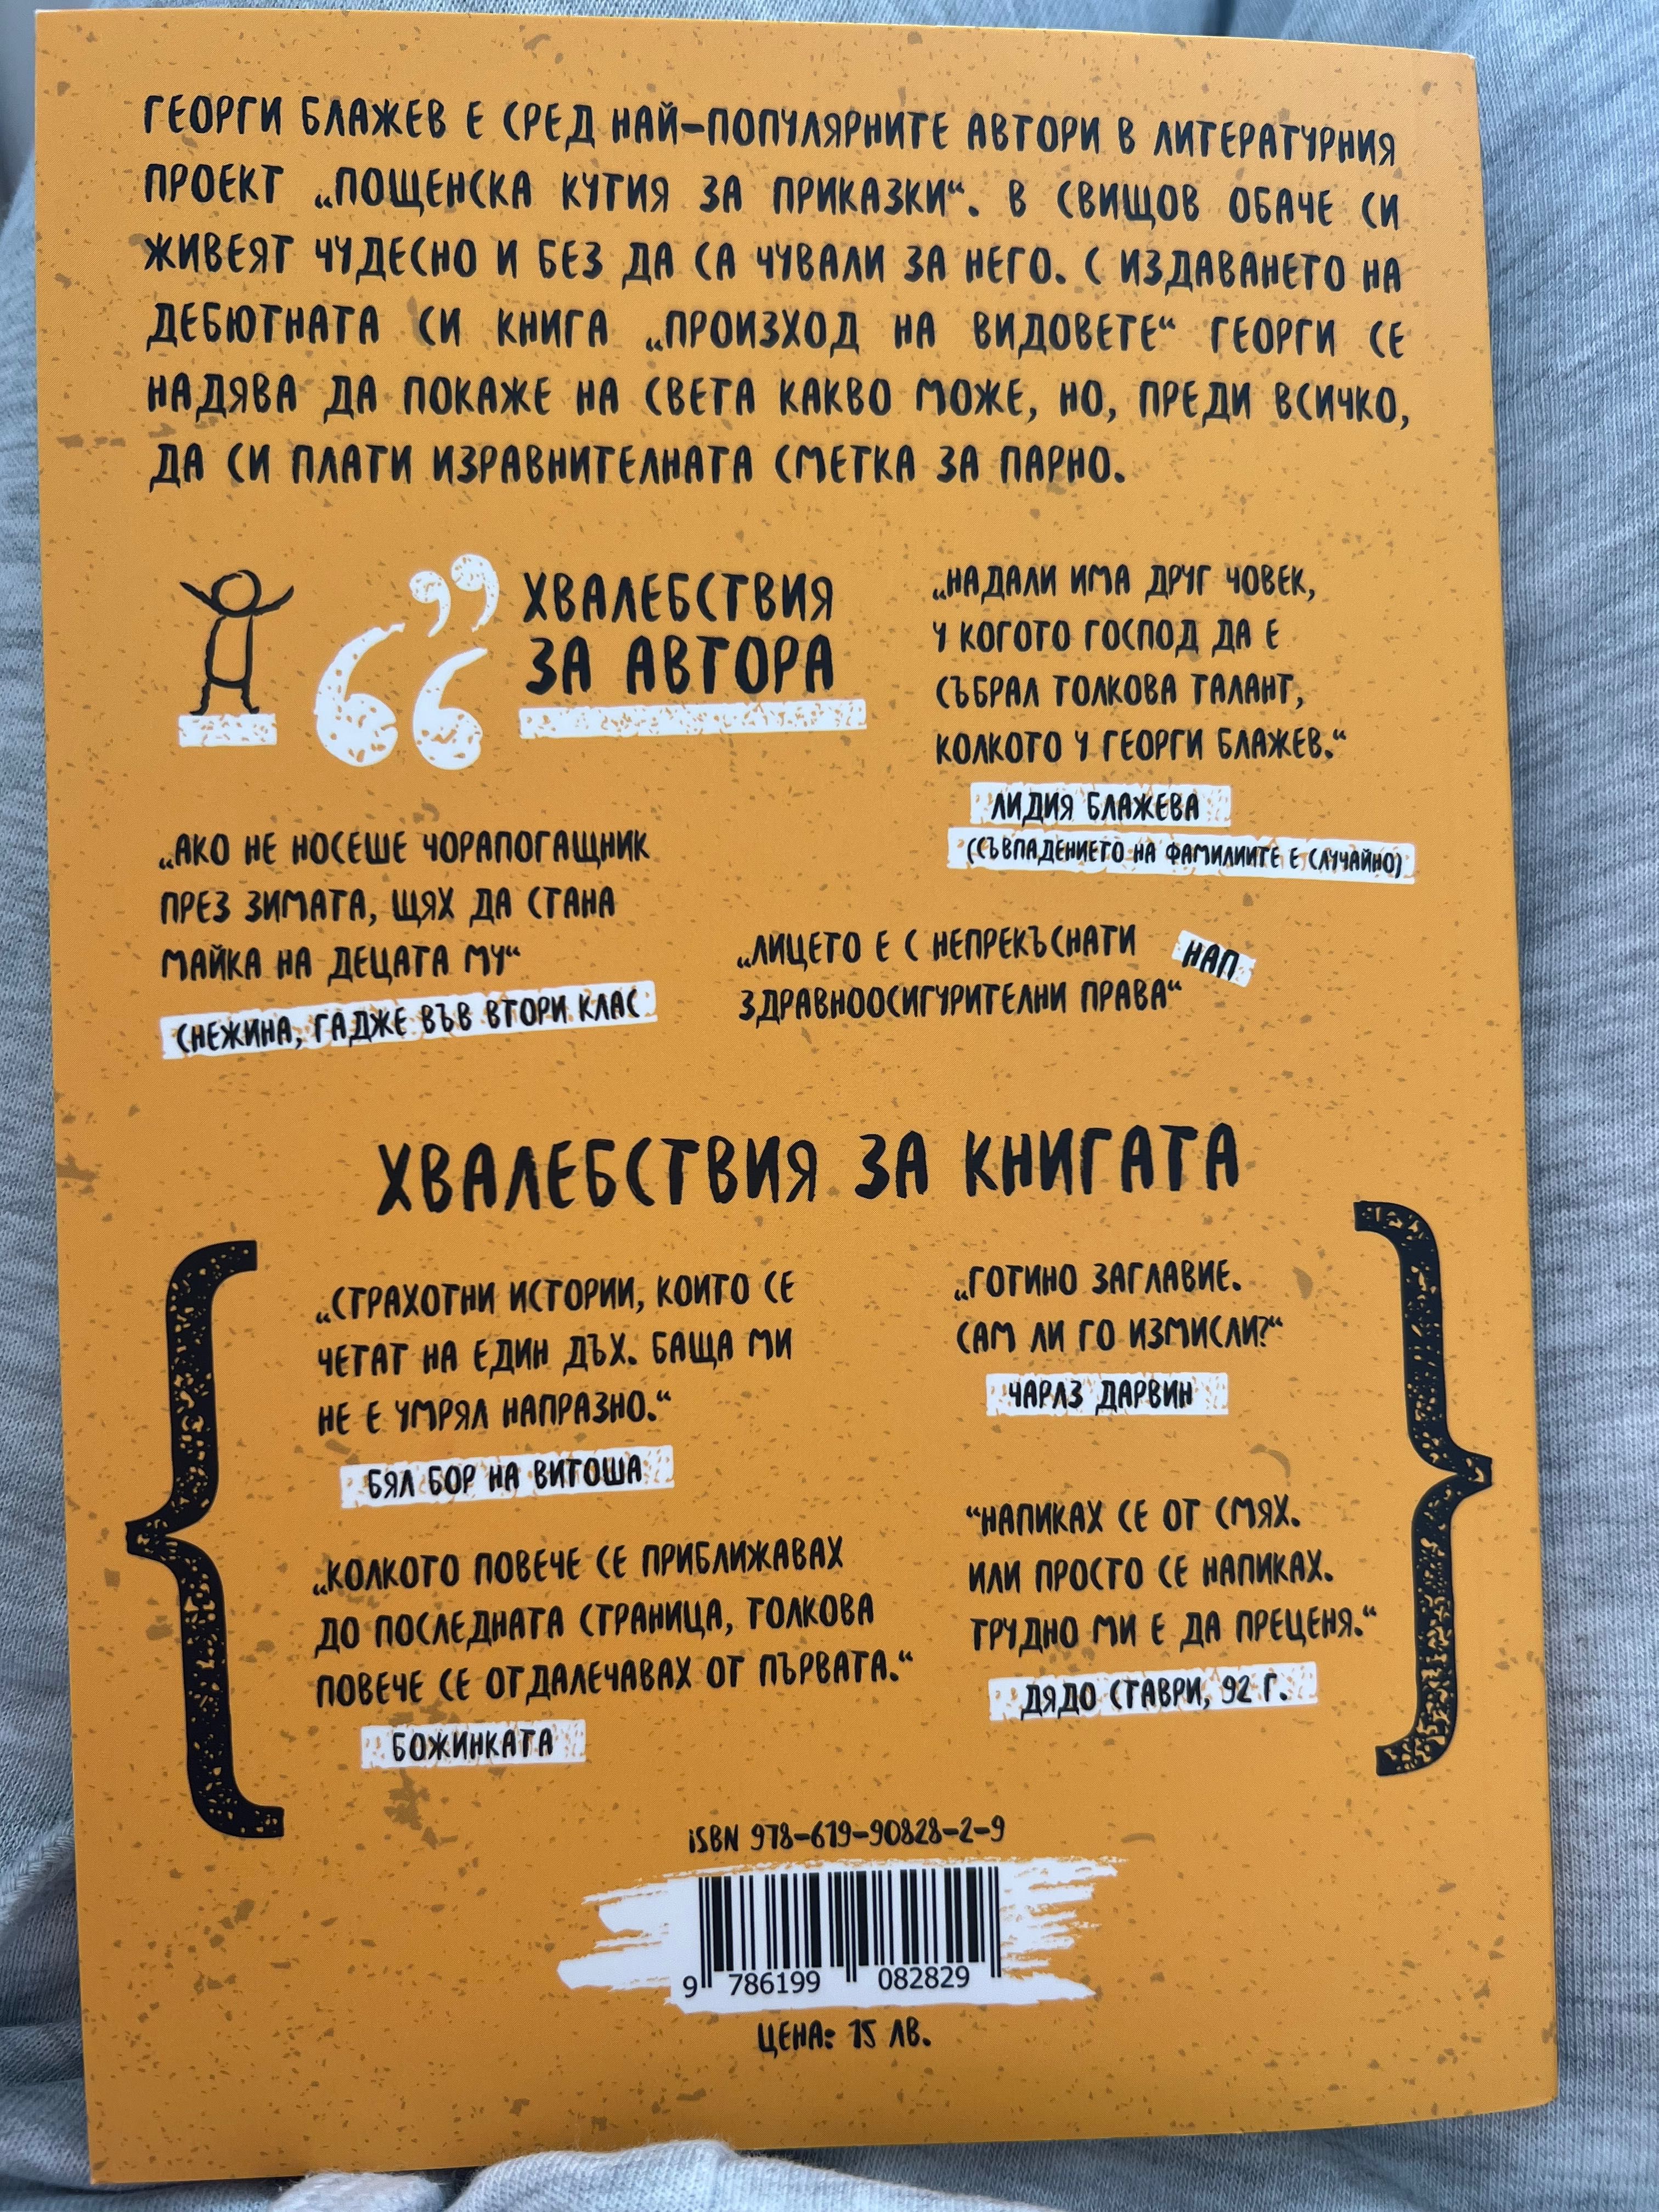 ГЕОРГИ БЛАЖЕВ Е СРЕД НАЙ-ПОПУЛЯРНИТЕ АВТОРИ В ЛИТЕРАТУРНИЯ
ПРОЕКТ „ПОЩЕНСКА КУТИЯ ЗА ПРИКАЗКИ“. В СВИЩОВ ОБАЧЕ СИ
ЖИВЕЯТ ЧУДЕСНО И БЕЗ ДА СА ЧУВАЛИ ЗА НЕГО. С ИЗДАВАНЕТО НА
ДЕБЮТНАТА СИ КНИГА „ПРОИЗХОД НА ВИДОВЕТЕ“ ГЕОРГИ СЕ
НАДЯВА ДА ПОКАЖЕ НА СВЕТА КАКВО МОЖЕ, НО, ПРЕДИ ВСИЧКО,
ДА СИ ПЛАТИ ИЗРАВНИТЕЛНАТА СМЕТКА ЗА ПАРНО.
ХВАЛЕБСТВИЯ
ЗА АВТОРА
„НАДАЛИ ИМА ДРУГ ЧОВЕК,
У КОГОТО ГОСПОД ДА Е
СЪБРАЛ ТОЛКОВА ТАЛАНТ,
КОЛКОТО У ГЕОРГИ БЛАЖЕВ.“
ЛИДИЯ БЛАЖЕВА
(СЪВПАДЕНИЕТО НА ФАМИЛИИТЕ Е СЛУЧАЙНО)
„АКО НЕ НОСЕШЕ ЧОРАПОГАЩНИК
ПРЕЗ ЗИМАТА, ЩЯХ ДА СТАНА
МАЙКА НА ДЕЦАТА МУ“
СНЕЖИНА, ГАДЖЕ ВЪВ ВТОРИ КЛАС
„ЛИЦЕТО Е С НЕПРЕКЪСНАТИ
ЗДРАВНООСИГУРИТЕЛНИ ПРАВА“
НАП
ХВАЛЕБСТВИЯ ЗА КНИГАТА
„СТРАХОТНИ ИСТОРИИ, КОИТО СЕ
ЧЕТАТ НА ЕДИН ДЪХ. БАЩА МИ
НЕ Е УМРЯЛ НАПРАЗНО.“
БЯЛ БОР НА ВИТОША
„ГОТИНО ЗАГЛАВИЕ.
САМ ЛИ ГО ИЗМИСЛИ?“
ЧАРЛЗ ДАРВИН
„КОЛКОТО ПОВЕЧЕ СЕ ПРИБЛИЖАВАХ
ДО ПОСЛЕДНАТА СТРАНИЦА, ТОЛКОВА
ПОВЕЧЕ СЕ ОТДАЛЕЧАВАХ ОТ ПЪРВАТА.“
БОЖИНКАТА
“НАПИКАХ СЕ ОТ СМЯХ.
ИЛИ ПРОСТО СЕ НАПИКАХ.
ТРУДНО МИ Е ДА ПРЕЦЕНЯ.“
ДЯДО СТАВРИ, 92 Г.
ISBN 978-619-90828-2-9
9 786199 082829
ЦЕНА: 15 ЛВ.